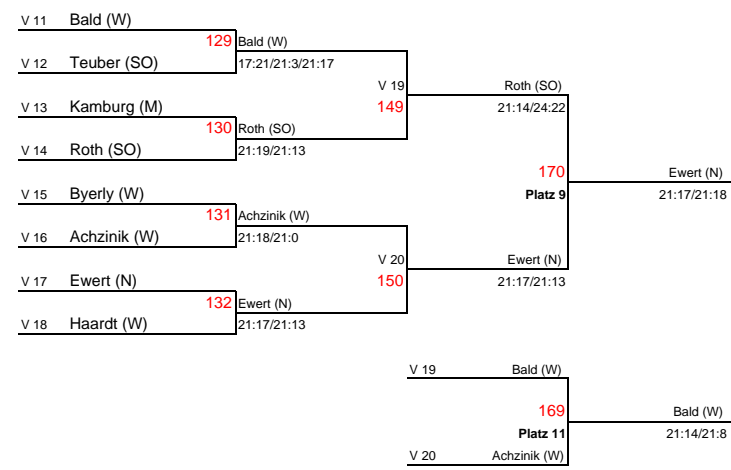 V 11 Bald (W)
129 Bald (W)
V 12 Teuber (SO) 17:21/21:3/21:17
V 19 Roth (SO)
V 13 Kamburg (M) 149 21:14/24:22
130 Roth (SO)
V 14 Roth (SO) 21:19/21:13
170 Ewert (N)
V 15 Byerly (W) Platz 9 21:17/21:18
131 Achzinik (W)
V 16 Achzinik (W) 21:18/21:0
V 20 Ewert (N)
V 17 Ewert (N) 150 21:17/21:13
132 Ewert (N)
V 18 Haardt (W) 21:17/21:13
V 19 Bald (W)
169 Bald (W)
Platz 11 21:14/21:8
V 20 Achzinik (W)